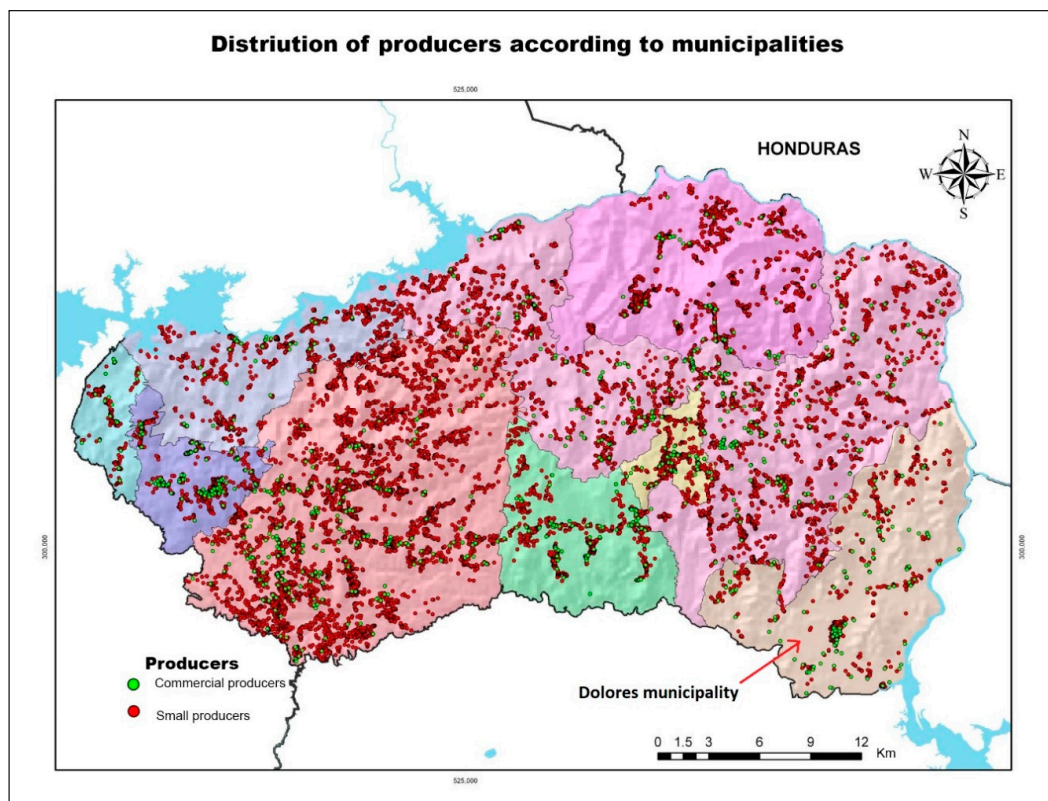 Distriution of producers according to municipalities
525,000
HONDURAS
N
W E
S
300,000
300,000
Producers
Commercial producers
Small producers
Dolores municipality
0 1.5 3 6 9 12
Km
525,000